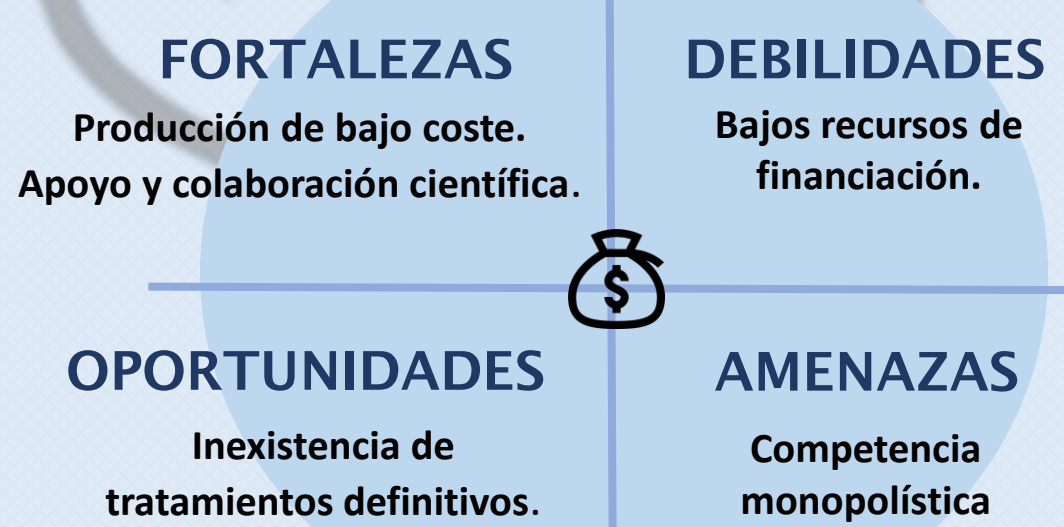 FORTALEZAS
Producción de bajo coste.
Apoyo y colaboración científica.
DEBILIDADES
Bajos recursos de
financiación.
$
OPORTUNIDADES
Inexistencia de
tratamientos definitivos.
AMENAZAS
Competencia
monopolística